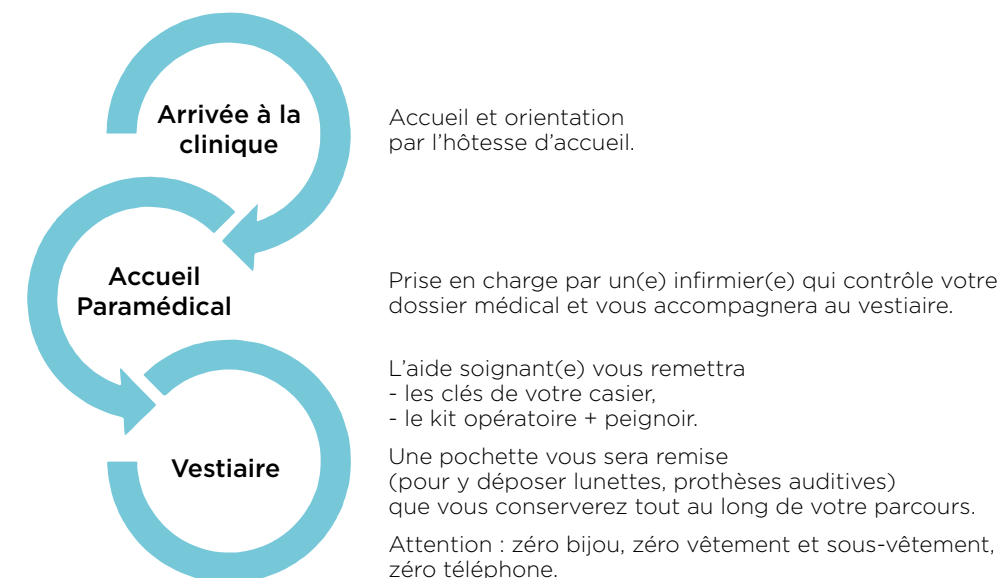 Arrivée à la
clinique
Accueil et orientation
par l’hôtesse d’accueil.
Accueil
Paramédical
Prise en charge par un(e) infirmier(e) qui contrôle votre
dossier médical et vous accompagnera au vestiaire.
Vestiaire
L’aide soignant(e) vous remettra
- les clés de votre casier,
- le kit opératoire + peignoir.
Une pochette vous sera remise
(pour y déposer lunettes, prothèses auditives)
que vous conserverez tout au long de votre parcours.
Attention : zéro bijou, zéro vêtement et sous-vêtement,
zéro téléphone.